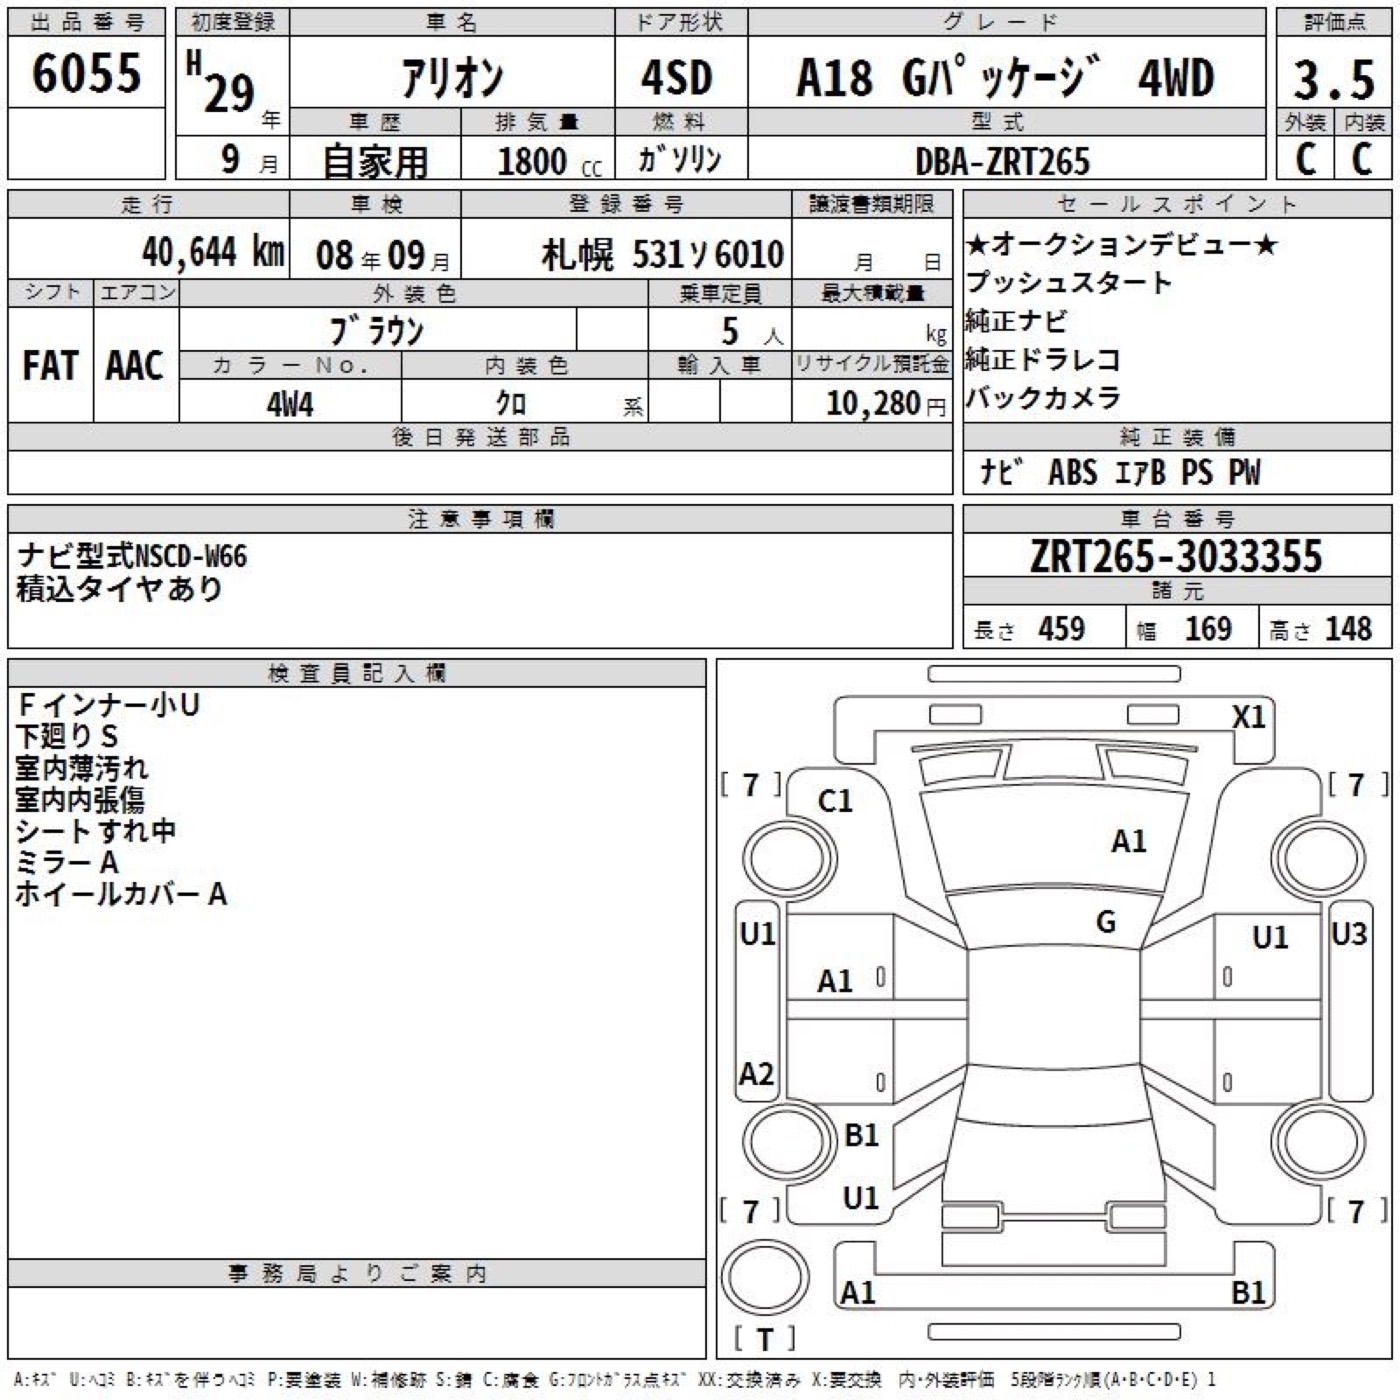 出品番号 初度登録 車名 ドア形状 グレード 評価点
6055 H29年 アリオン 4SD A18 Gパッケージ 4WD 3.5
車歴 排気量 燃料 型式 外装 内装
9月 自家用 1800cc ガソリン DBA-ZRT265 C C
走行 車検 登録番号 譲渡書類期限
40,644 km 08年09月 札幌 531ソ6010 月 日
シフト エアコン 外装色 乗車定員 最大積載量
FAT AAC ブラウン 5人 kg
カラーNo. 内装色 輸入車 リサイクル預託金
4W4 クロ 系 10,280円
後日発送部品
セールスポイント
★オークションデビュー★
プッシュスタート
純正ナビ
純正ドラレコ
バックカメラ
純正装備
ナビ ABS エアB PS PW
注意事項欄
ナビ型式NSCD-W66
積込タイヤあり
車台番号
ZRT265-3033355
諸元
長さ 459 幅 169 高さ 148
検査員記入欄
Fインナー小U
下廻りS
室内薄汚れ
室内内張傷
シートすれ中
ミラーA
ホイールカバーA
事務局よりご案内
X1
[ 7 ] C1 [ 7 ]
A1
G
U1 U1 U3
A1
A2
B1
U1
[ 7 ] [ 7 ]
A1 B1
[ T ]
A:キズ U:ヘコミ B:キズを伴うヘコミ P:要塗装 W:補修跡 S:錆 C:腐食 G:フロントガラス点キズ XX:交換済み X:要交換 内・外装評価 5段階ランク順(A・B・C・D・E) 1